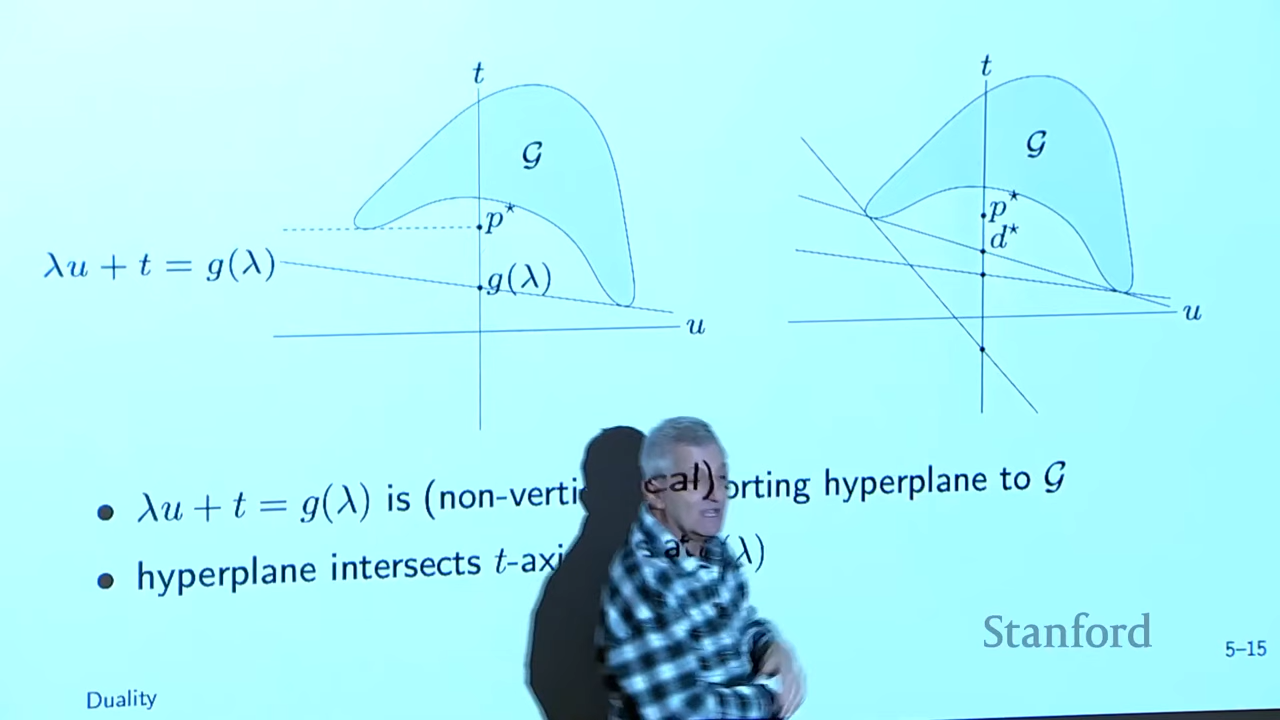 t
t
𝒢
𝒢
p*
p*
d*
λu + t = g(λ)
g(λ)
u
u
• λu + t = g(λ) is (non-verti cal) orting hyperplane to 𝒢
• hyperplane intersects t-axi λ)
Stanford
5–15
Duality